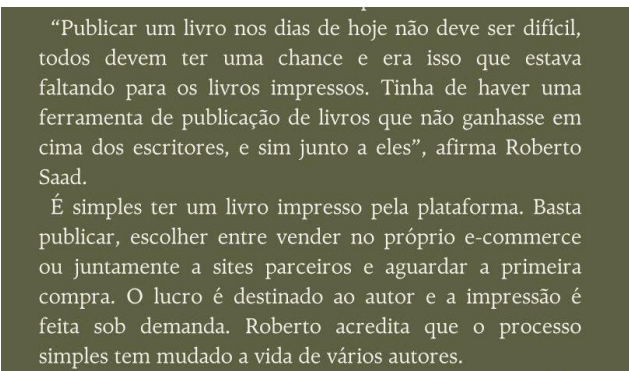 “Publicar um livro nos dias de hoje não deve ser difícil,
todos devem ter uma chance e era isso que estava
faltando para os livros impressos. Tinha de haver uma
ferramenta de publicação de livros que não ganhasse em
cima dos escritores, e sim junto a eles”, afirma Roberto
Saad.
É simples ter um livro impresso pela plataforma. Basta
publicar, escolher entre vender no próprio e-commerce
ou juntamente a sites parceiros e aguardar a primeira
compra. O lucro é destinado ao autor e a impressão é
feita sob demanda. Roberto acredita que o processo
simples tem mudado a vida de vários autores.